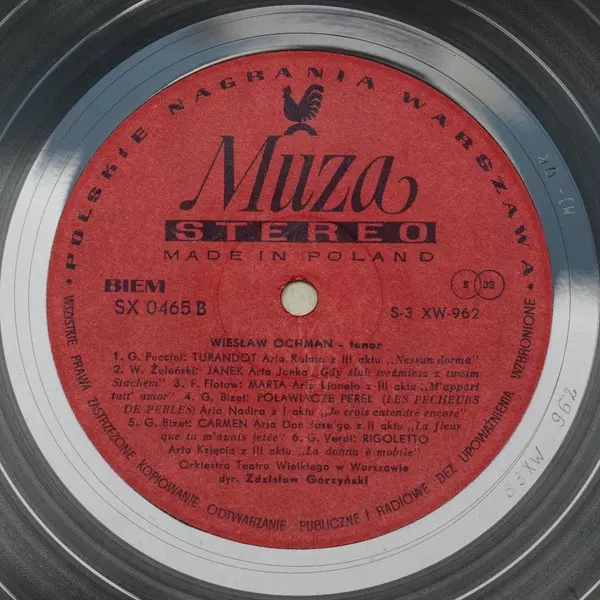 • POLSKIE NAGRANIA WARSZAWA •
Muza
STEREO
MADE IN POLAND
BIEM
SX 0465 B
S 33
S-3 XW-962
WIESŁAW OCHMAN - tenor
1. G. Puccini: TURANDOT Aria Kalafa z III aktu „Nessun dorma"
2. W. Żeleński: JANEK Aria Janka „Gdy ślub weźmiesz z twoim
Stachem" 3. F. Flotow: MARTA Aria Lionelo z III aktu „M'appari
tutt' amor" 4. G. Bizet: POŁAWIACZE PEREŁ (LES PECHEURS
DE PERLES) Aria Nadira z I aktu „Je crois entendre encore"
5. G. Bizet: CARMEN Aria Don Jose'go z II aktu „La fleur
que tu m'avais jetée" 6. G. Verdi: RIGOLETTO
Aria Księcia z III aktu „La donna è mobile"
Orkiestra Teatru Wielkiego w Warszawie
dyr. Zdzisław Górzyński
WSZYSTKIE PRAWA ZASTRZEŻONE KOPIOWANIE ODTWARZANIE PUBLICZNE I RADIOWE BEZ UPOWAŻNIENIA WZBRONIONE
S3XW 962